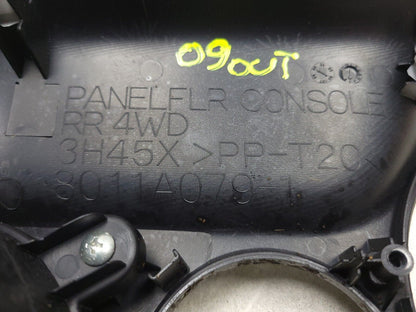 09 OUT
PANELFLR CONSOLE
RR 4WD
3H45X >PP-T20<
8011A079-1